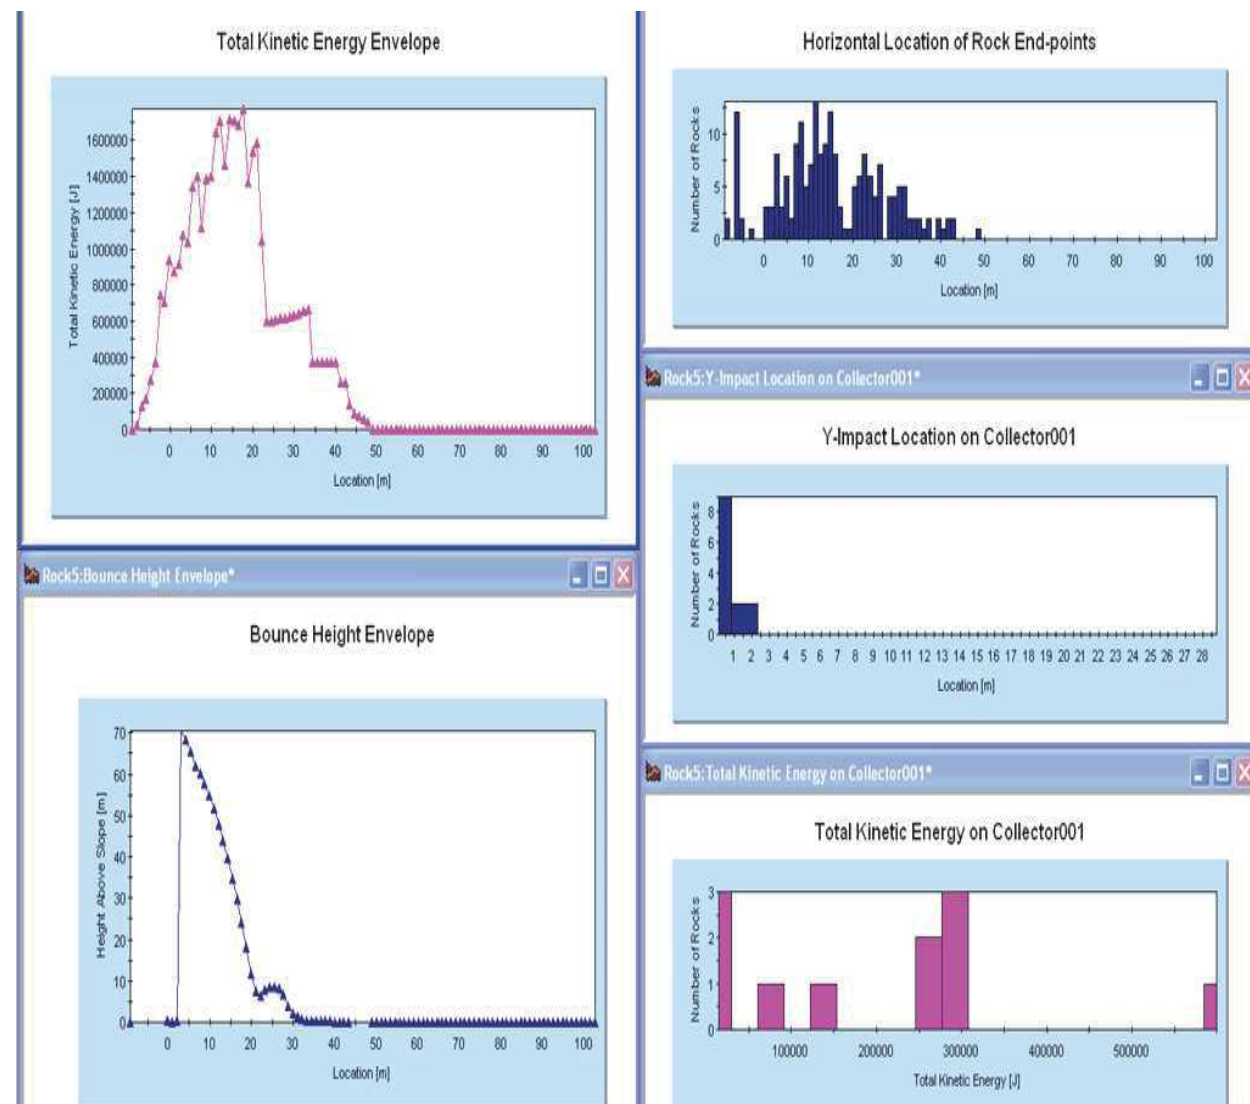 Total Kinetic Energy Envelope
Total Kinetic Energy [J]
1600000
1400000
1200000
1000000
800000
600000
400000
200000
0
0 10 20 30 40 50 60 70 80 90 100
Location [m]
Rock5:Bounce Height Envelope*
Bounce Height Envelope
Height Above Slope [m]
70
60
50
40
30
20
10
0
0 10 20 30 40 50 60 70 80 90 100
Location [m]
Horizontal Location of Rock End-points
Number of Rocks
10
5
0
0 10 20 30 40 50 60 70 80 90 100
Location [m]
Rock5:Y-Impact Location on Collector001*
Y-Impact Location on Collector001
Number of Rocks
8
6
4
2
0
1 2 3 4 5 6 7 8 9 10 11 12 13 14 15 16 17 18 19 20 21 22 23 24 25 26 27 28
Location [m]
Rock5:Total Kinetic Energy on Collector001*
Total Kinetic Energy on Collector001
Number of Rocks
3
2
1
0
100000 200000 300000 400000 500000
Total Kinetic Energy [J]